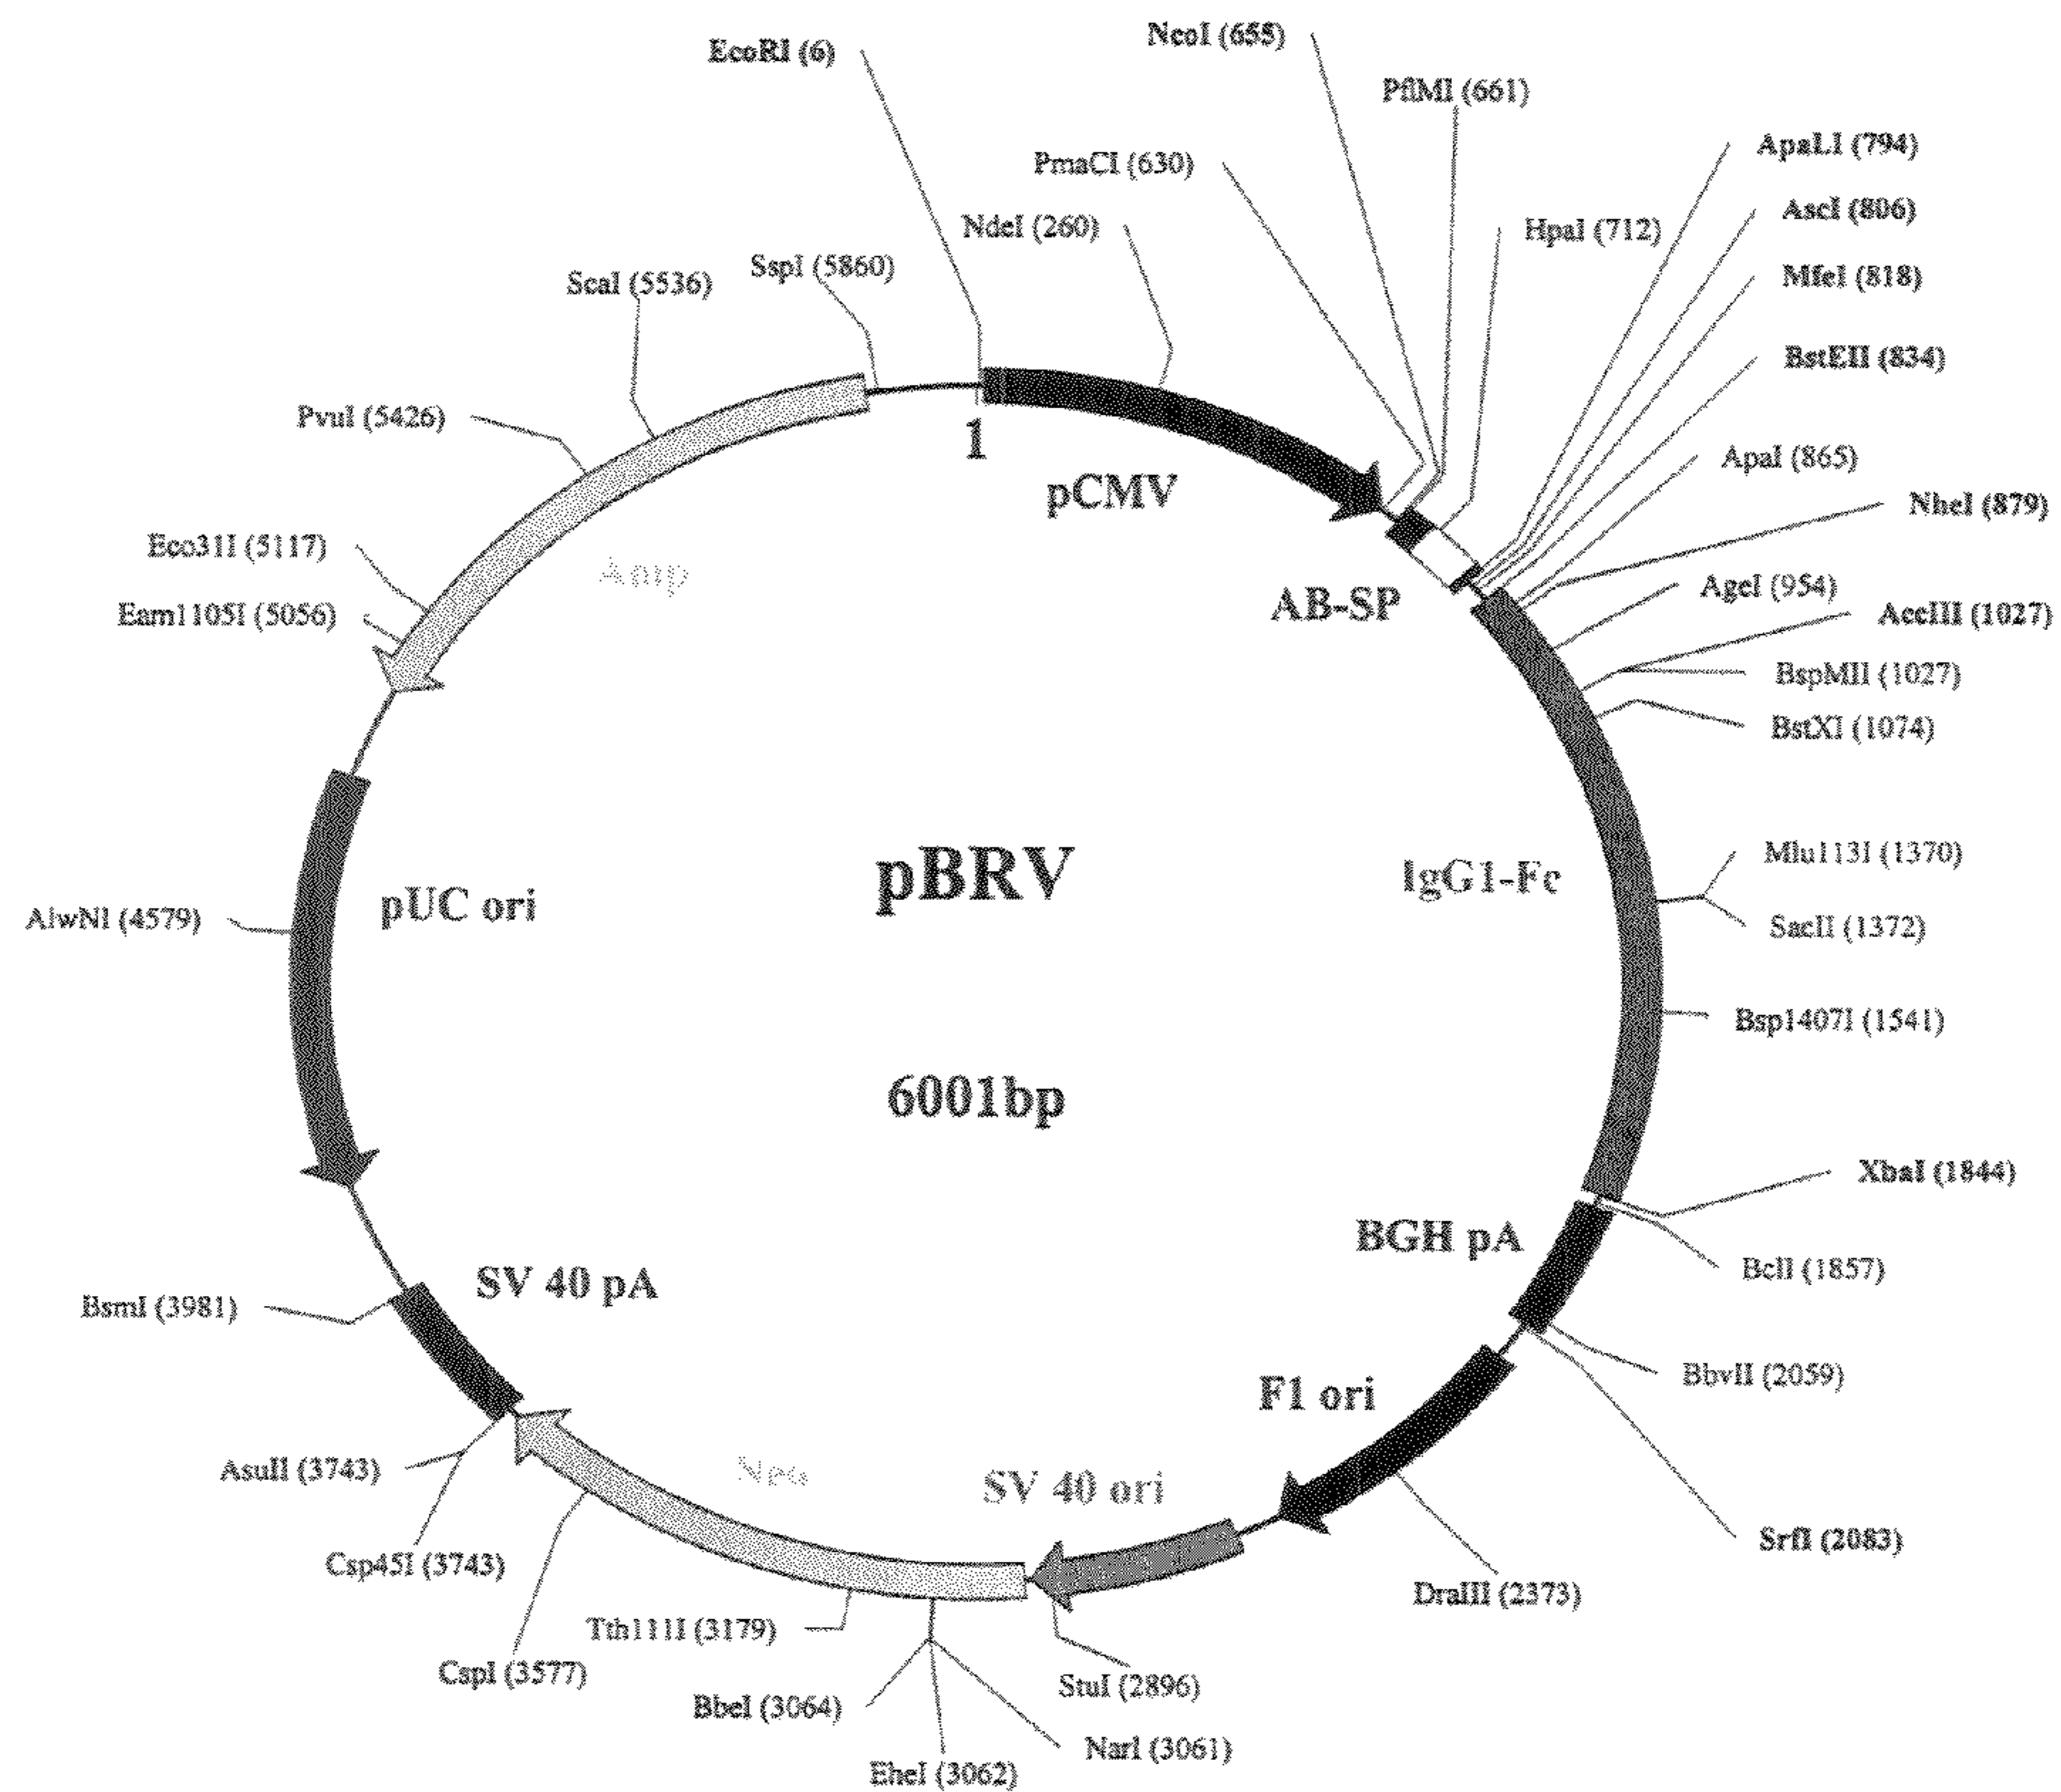 EcoRI (6)
NcoI (655)
PflMI (661)
ApaLI (794)
PmaCI (630)
AscI (806)
NdeI (260)
HpaI (712)
MfeI (818)
ScaI (5536)
SspI (5860)
BstEII (834)
PvuI (5426)
1
pCMV
ApaI (865)
NheI (879)
Eco31I (5117)
Amp
AB-SP
AgeI (954)
Eam1105I (5056)
AccIII (1027)
BspMII (1027)
BstXI (1074)
pBRV
IgG1-Fc
Mlu113I (1370)
pUC ori
AlwNI (4579)
SacII (1372)
Bsp1407I (1541)
6001bp
XbaI (1844)
BGH pA
SV 40 pA
BclI (1857)
BsmI (3981)
BbvII (2059)
F1 ori
AsuII (3743)
Neo
SV 40 ori
SrfI (2083)
Csp45I (3743)
DraIII (2373)
Tth111I (3179)
CspI (3577)
StuI (2896)
BbeI (3064)
NarI (3061)
EheI (3062)